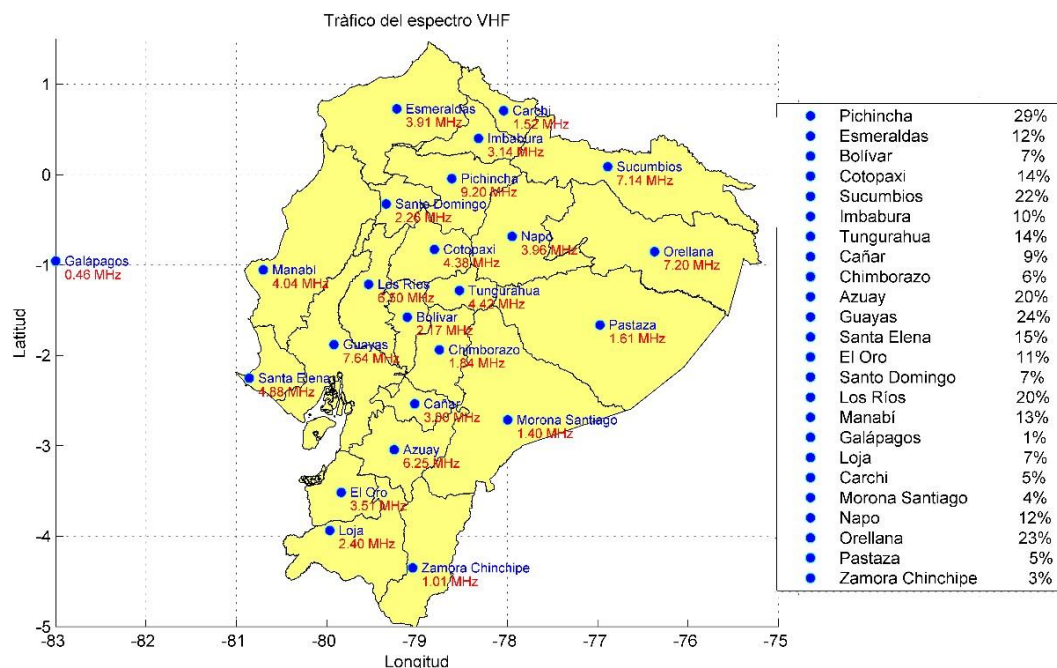 Tràfico del espectro VHF
Esmeraldas
3.91 MHz
Carchi
1.52 MHz
Imbabura
3.14 MHz
Sucumbios
7.14 MHz
Pichincha
9.20 MHz
Santo Domingo
2.26 MHz
Napo
3.96 MHz
Cotopaxi
4.38 MHz
Orellana
7.20 MHz
Galápagos
0.46 MHz
Manabí
4.04 MHz
Los Ríos
6.50 MHz
Tungurahua
4.42 MHz
Bolívar
2.17 MHz
Pastaza
1.61 MHz
Guayas
7.64 MHz
Chimborazo
1.84 MHz
Santa Elena
4.88 MHz
Cañar
MHz
Morona Santiago
1.40 MHz
Azuay
6.25 MHz
El Oro
3.51 MHz
Loja
2.40 MHz
Zamora Chinchipe
1.01 MHz
1
0
-1
-2
-3
-4
-5
Latitud
-83 -82 -81 -80 -79 -78 -77 -76 -75
Longitud
Pichincha 29%
Esmeraldas 12%
Bolívar 7%
Cotopaxi 14%
Sucumbios 22%
Imbabura 10%
Tungurahua 14%
Cañar 9%
Chimborazo 6%
Azuay 20%
Guayas 24%
Santa Elena 15%
El Oro 11%
Santo Domingo 7%
Los Ríos 20%
Manabí 13%
Galápagos 1%
Loja 7%
Carchi 5%
Morona Santiago 4%
Napo 12%
Orellana 23%
Pastaza 5%
Zamora Chinchipe 3%